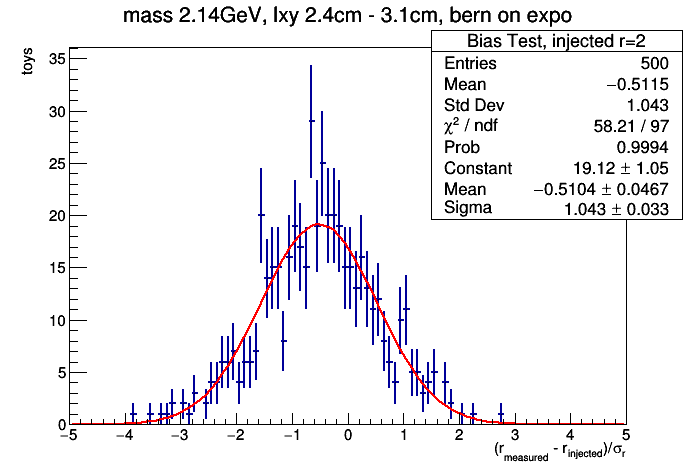 mass 2.14GeV, lxy 2.4cm - 3.1cm, bern on expo
Bias Test, injected r=2
Entries 500
Mean −0.5115
Std Dev 1.043
χ² / ndf 58.21 / 97
Prob 0.9994
Constant 19.12 ± 1.05
Mean −0.5104 ± 0.0467
Sigma 1.043 ± 0.033
toys
35
30
25
20
15
10
5
0
−5 −4 −3 −2 −1 0 1 2 3 4 5
(r_measured - r_injected)/σ_r